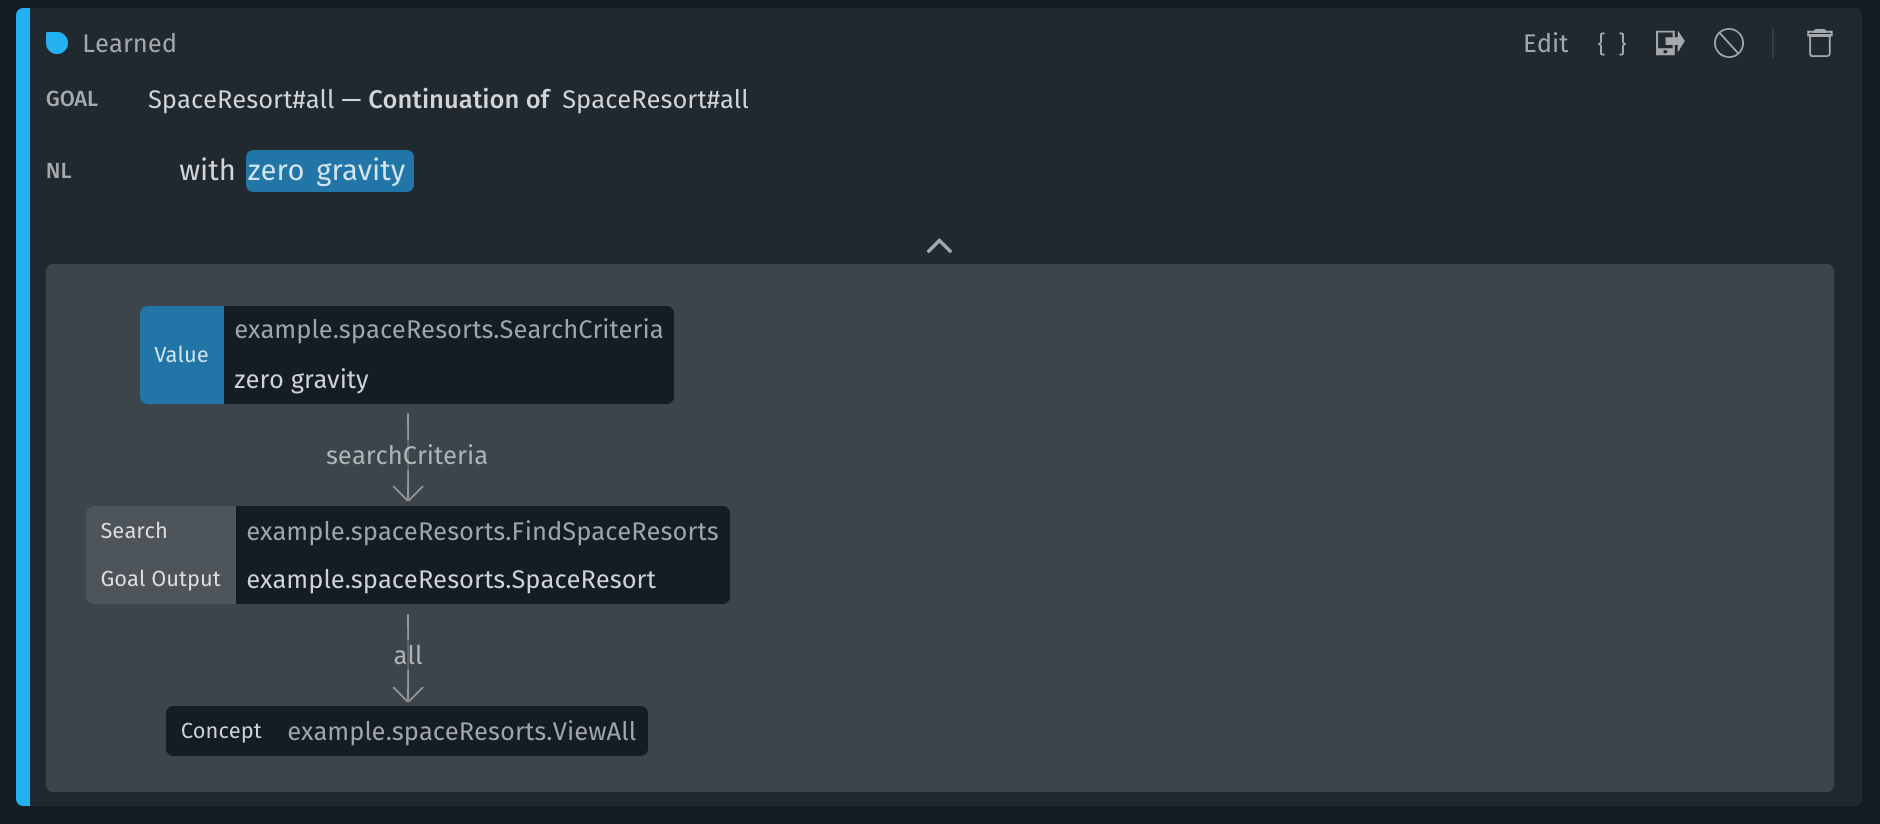 Learned
Edit { }
GOAL SpaceResort#all — Continuation of SpaceResort#all
NL with zero gravity
Value
example.spaceResorts.SearchCriteria
zero gravity
searchCriteria
Search example.spaceResorts.FindSpaceResorts
Goal Output example.spaceResorts.SpaceResort
all
Concept example.spaceResorts.ViewAll